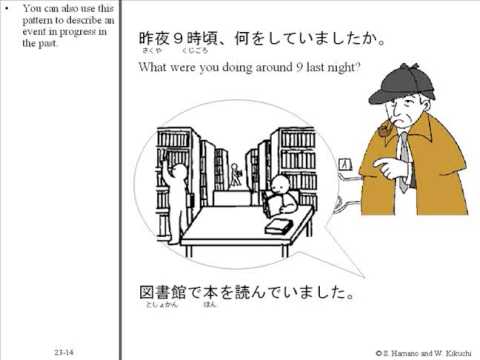 • You can also use this
pattern to describe an
event in progress in
the past.
昨夜９時頃、何をしていましたか。
さくや くじごろ
What were you doing around 9 last night?
人
図書館で本を読んでいました。
としょかん ほん
23-14
© S. Hamano and W. Kikuchi